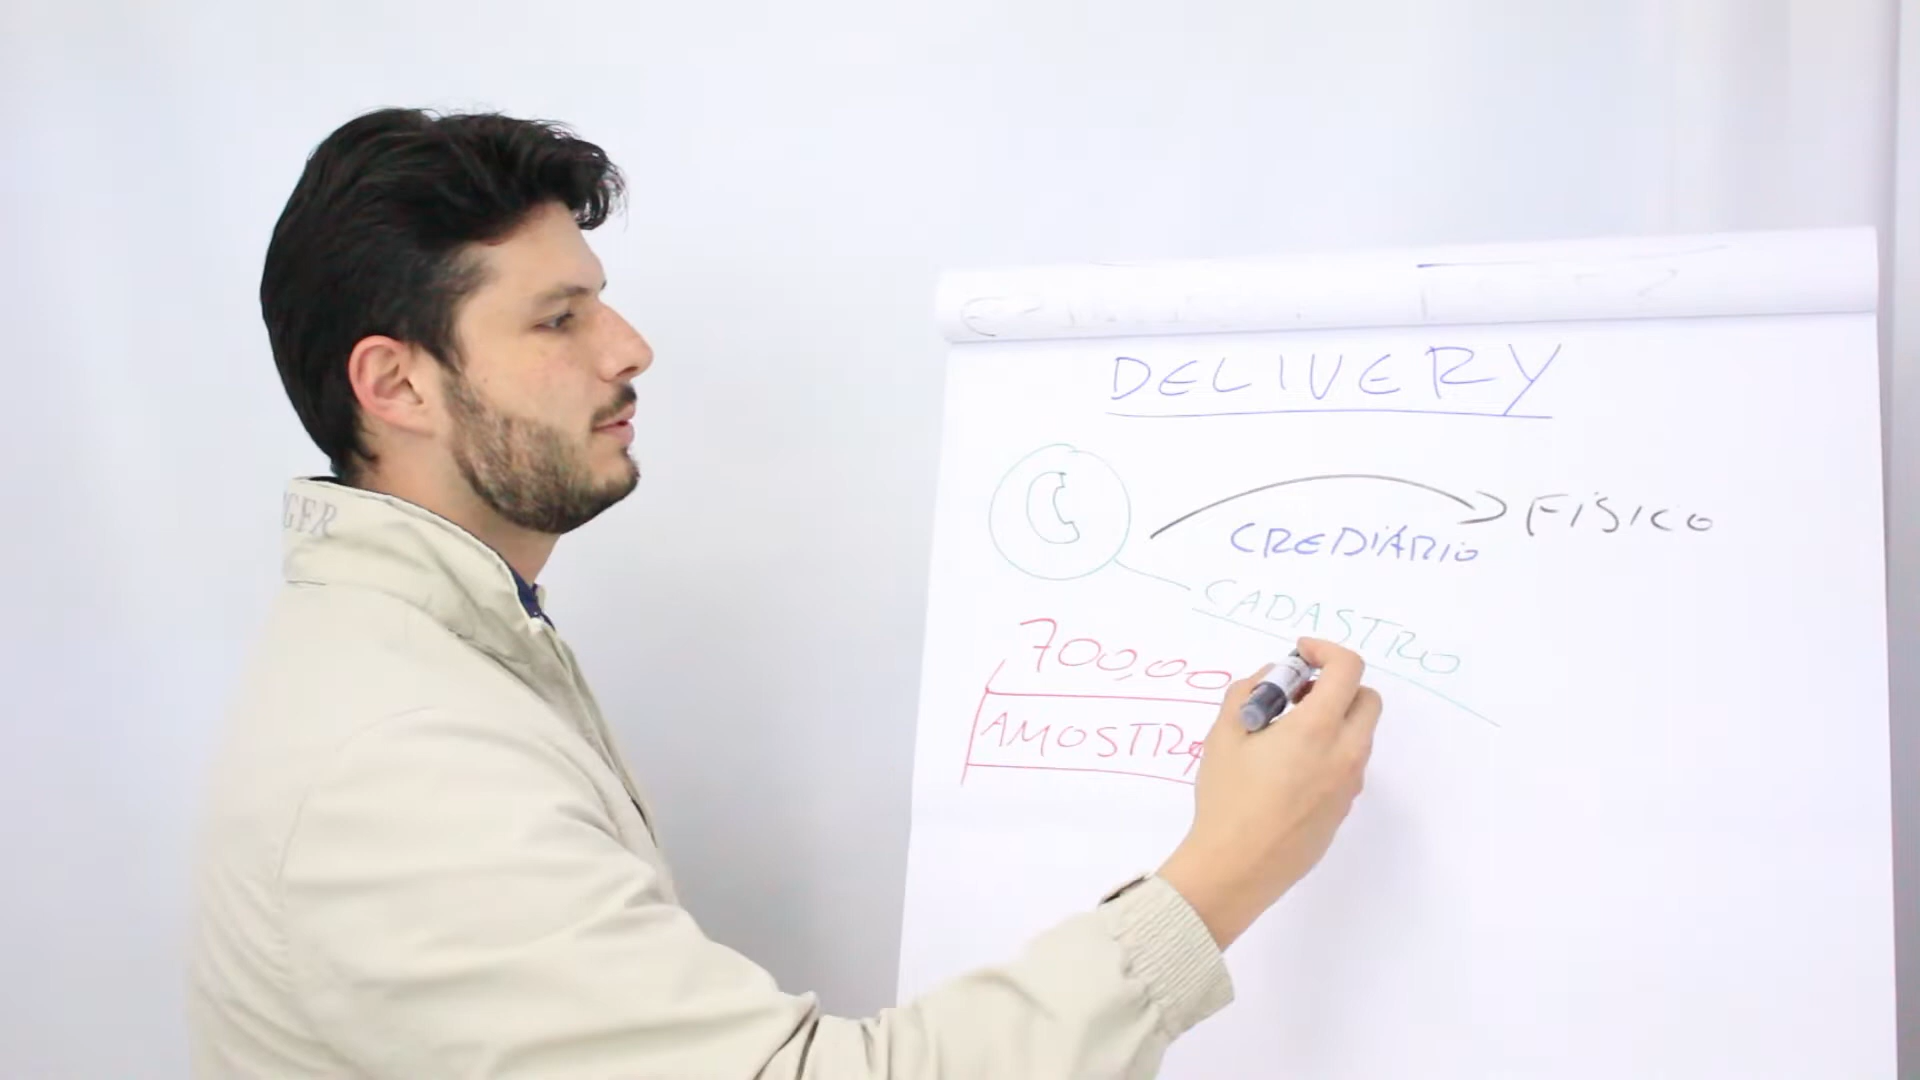 DELIVERY
FÍSICO
CREDIÁRIO
CADASTRO
700,00
AMOSTRA